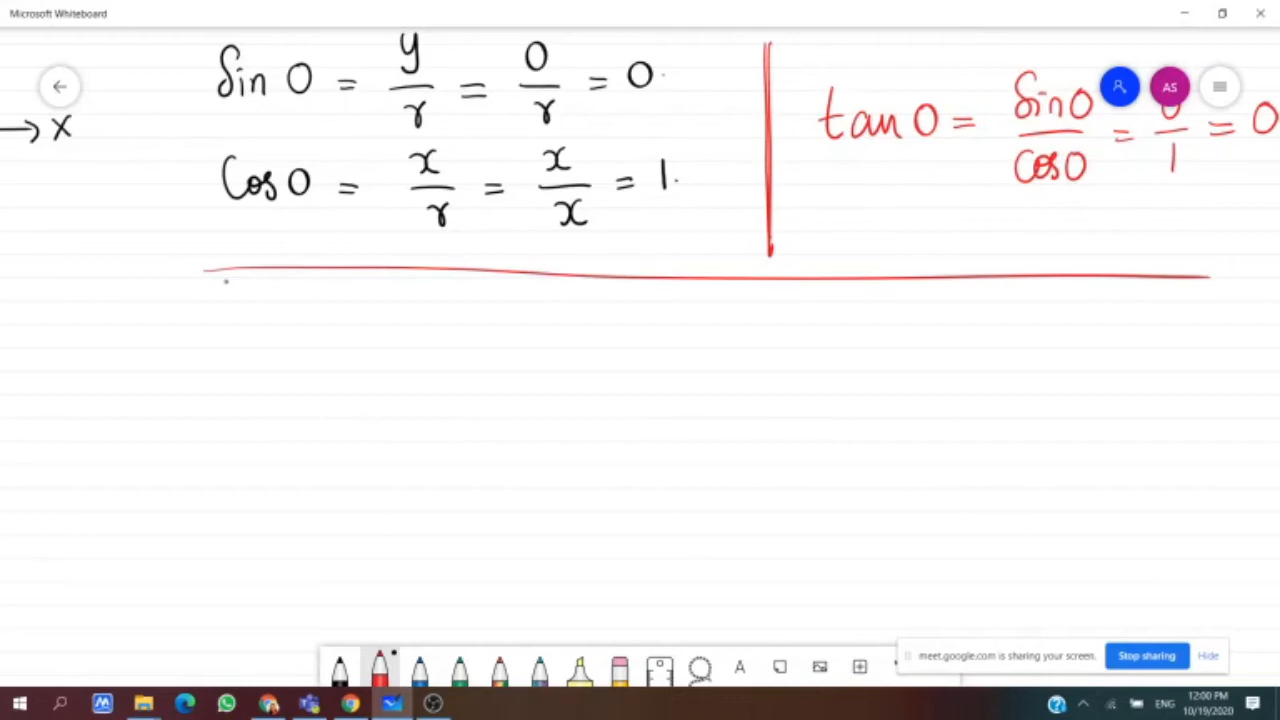 Microsoft Whiteboard
sin 0 = y/r = 0/r = 0.
→ X
cos 0 = x/r = x/x = 1.
tan 0 = sin 0/cos 0 = 0/1 = 0
AS
A
meet.google.com is sharing your screen. Stop sharing Hide
ENG
12:00 PM
10/19/2020